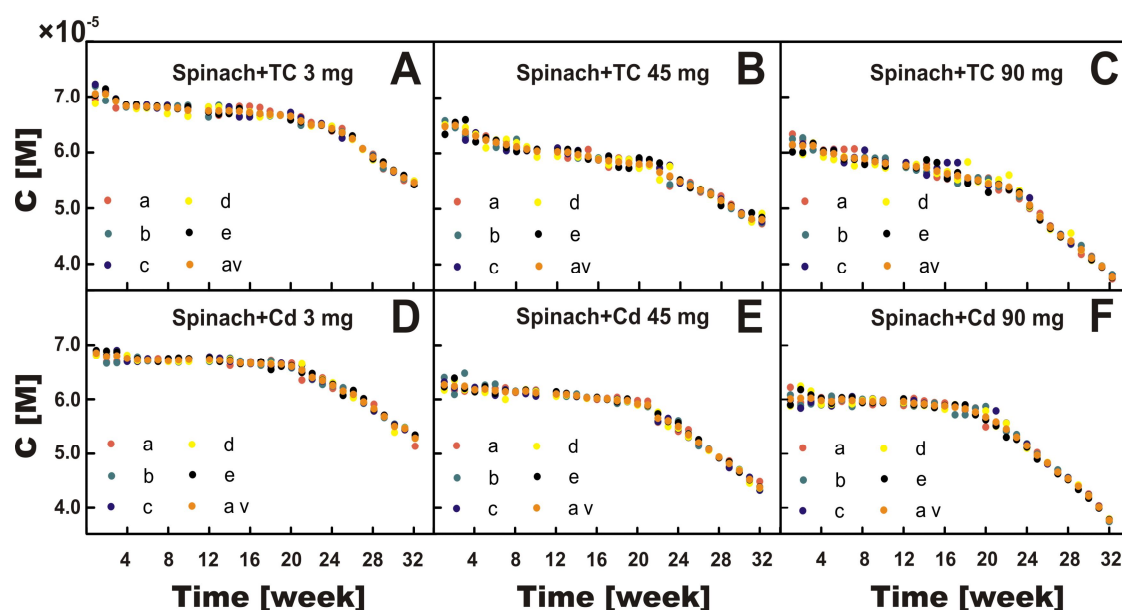 ×10⁻⁵
Spinach+TC 3 mg A
Spinach+TC 45 mg B
Spinach+TC 90 mg C
7.0
6.0
5.0
4.0
C [M]
a d
b e
c av
a d
b e
c av
a d
b e
c av
Spinach+Cd 3 mg D
Spinach+Cd 45 mg E
Spinach+Cd 90 mg F
7.0
6.0
5.0
4.0
C [M]
a d
b e
c a v
a d
b e
c av
a d
b e
c a v
4 8 12 16 20 24 28 32 4 8 12 16 20 24 28 32 4 8 12 16 20 24 28 32
Time [week] Time [week] Time [week]